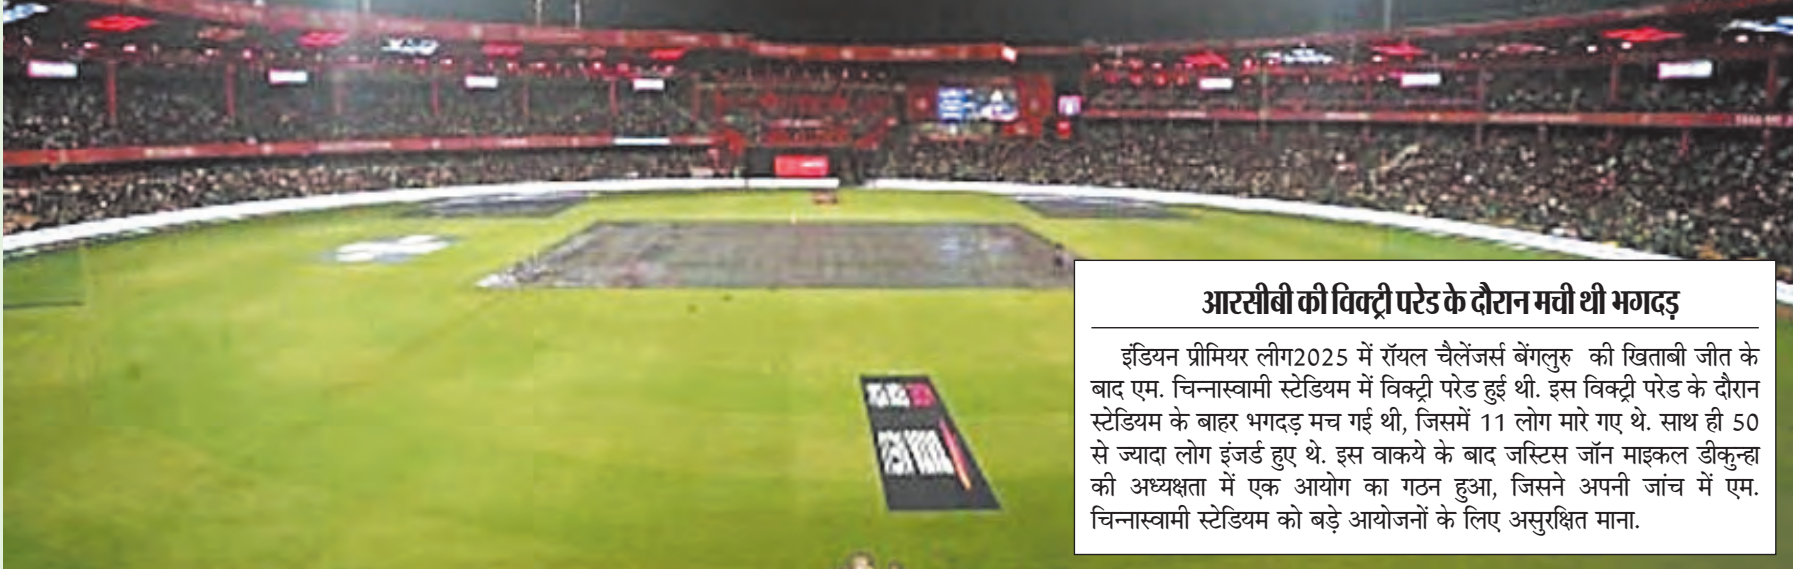 आरसीबी की विक्ट्री परेड के दौरान मची थी भगदड़
इंडियन प्रीमियर लीग2025 में रॉयल चैलेंजर्स बेंगलुरु की खिताबी जीत के
बाद एम. चिन्नास्वामी स्टेडियम में विक्ट्री परेड हुई थी. इस विक्ट्री परेड के दौरान
स्टेडियम के बाहर भगदड़ मच गई थी, जिसमें 11 लोग मारे गए थे. साथ ही 50
से ज्यादा लोग इंजर्ड हुए थे. इस वाकये के बाद जस्टिस जॉन माइकल डीकुन्हा
की अध्यक्षता में एक आयोग का गठन हुआ, जिसने अपनी जांच में एम.
चिन्नास्वामी स्टेडियम को बड़े आयोजनों के लिए असुरक्षित माना.